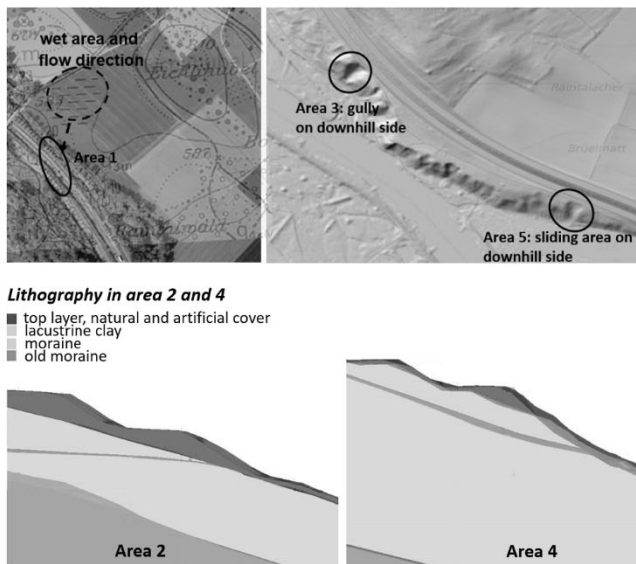 wet area and
flow direction
Area 1
Area 3: gully
on downhill side
Raintalacher
Brüelmatt
Area 5: sliding area on
downhill side
Lithography in area 2 and 4
top layer, natural and artificial cover
lacustrine clay
moraine
old moraine
Area 2
Area 4